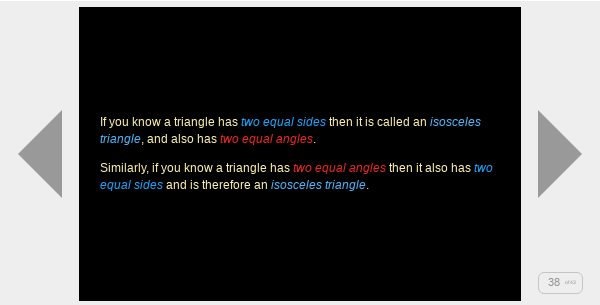 If you know a triangle has two equal sides then it is called an isosceles
triangle, and also has two equal angles.
Similarly, if you know a triangle has two equal angles then it also has two
equal sides and is therefore an isosceles triangle.
38